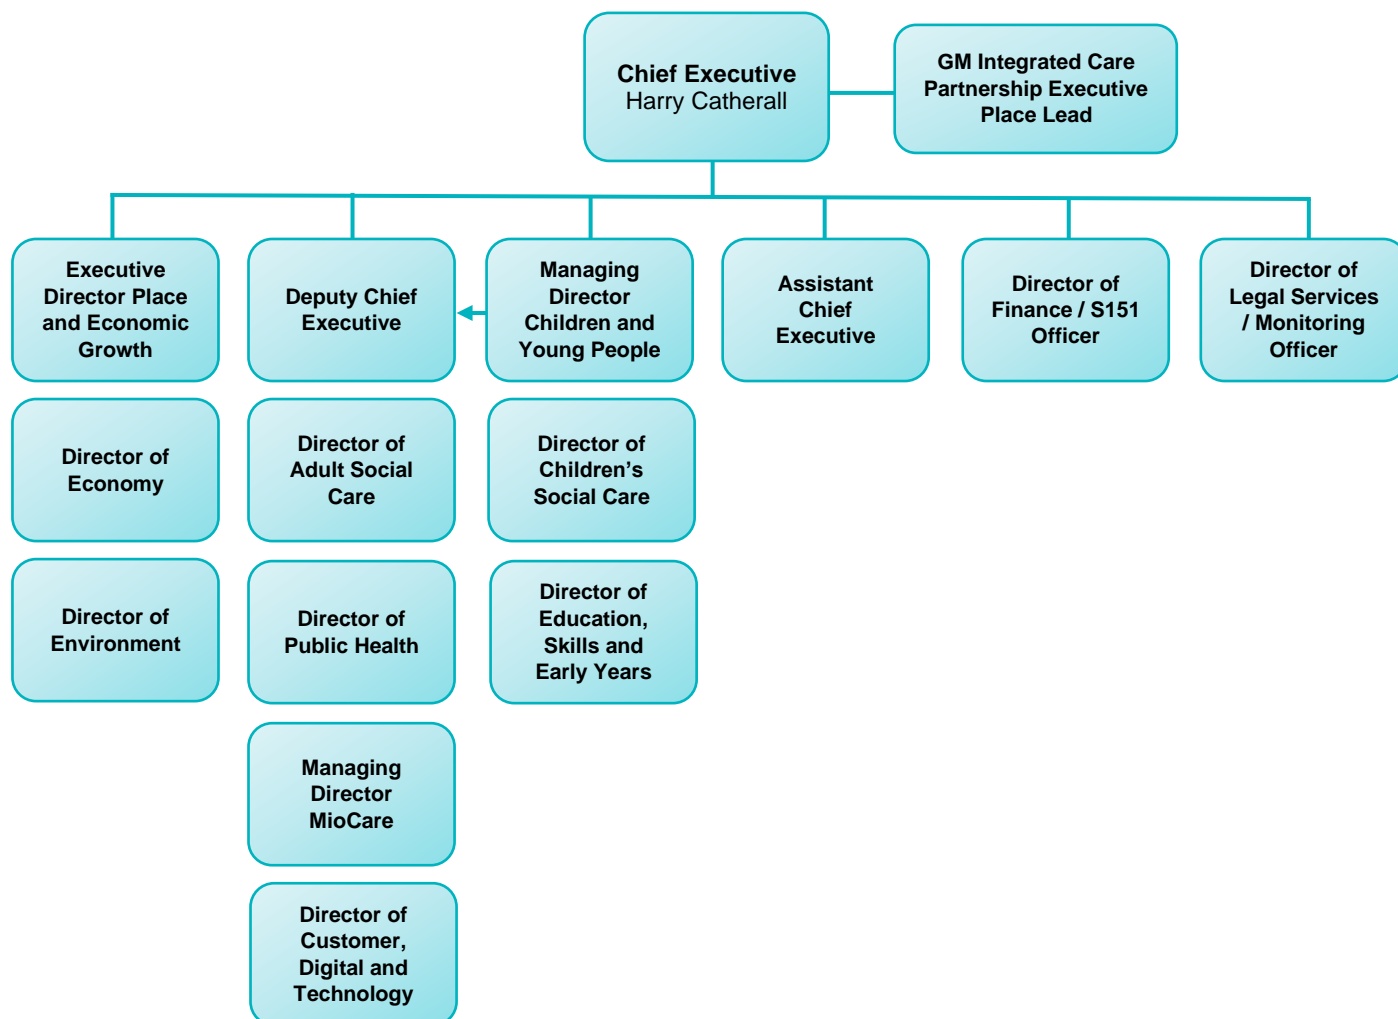 Chief Executive
Harry Catherall
GM Integrated Care
Partnership Executive
Place Lead
Executive
Director Place
and Economic
Growth
Deputy Chief
Executive
Managing
Director
Children and
Young People
Assistant
Chief
Executive
Director of
Finance / S151
Officer
Director of
Legal Services
/ Monitoring
Officer
Director of
Economy
Director of
Adult Social
Care
Director of
Children’s
Social Care
Director of
Environment
Director of
Public Health
Director of
Education,
Skills and
Early Years
Managing
Director
MioCare
Director of
Customer,
Digital and
Technology